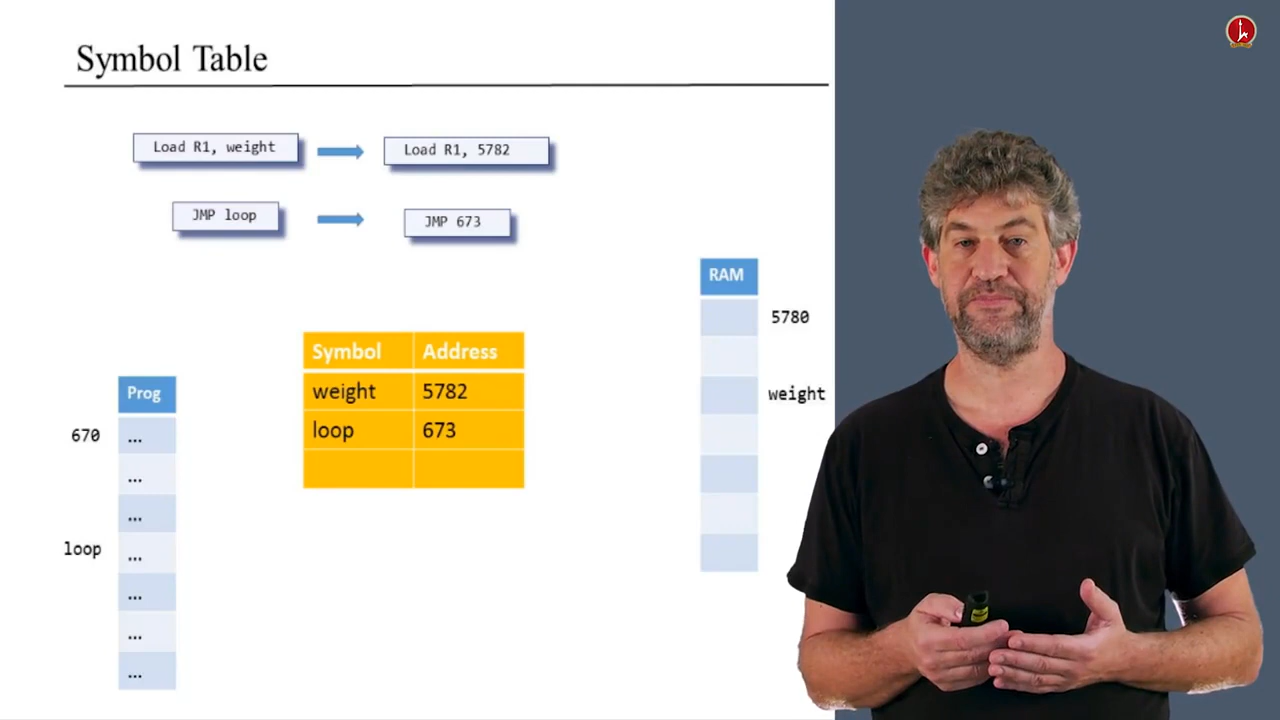 Symbol Table
Load R1, weight
Load R1, 5782
JMP loop
JMP 673
RAM
5780
Symbol Address
weight 5782
loop 673
weight
Prog
670
...
...
...
loop
...
...
...
...